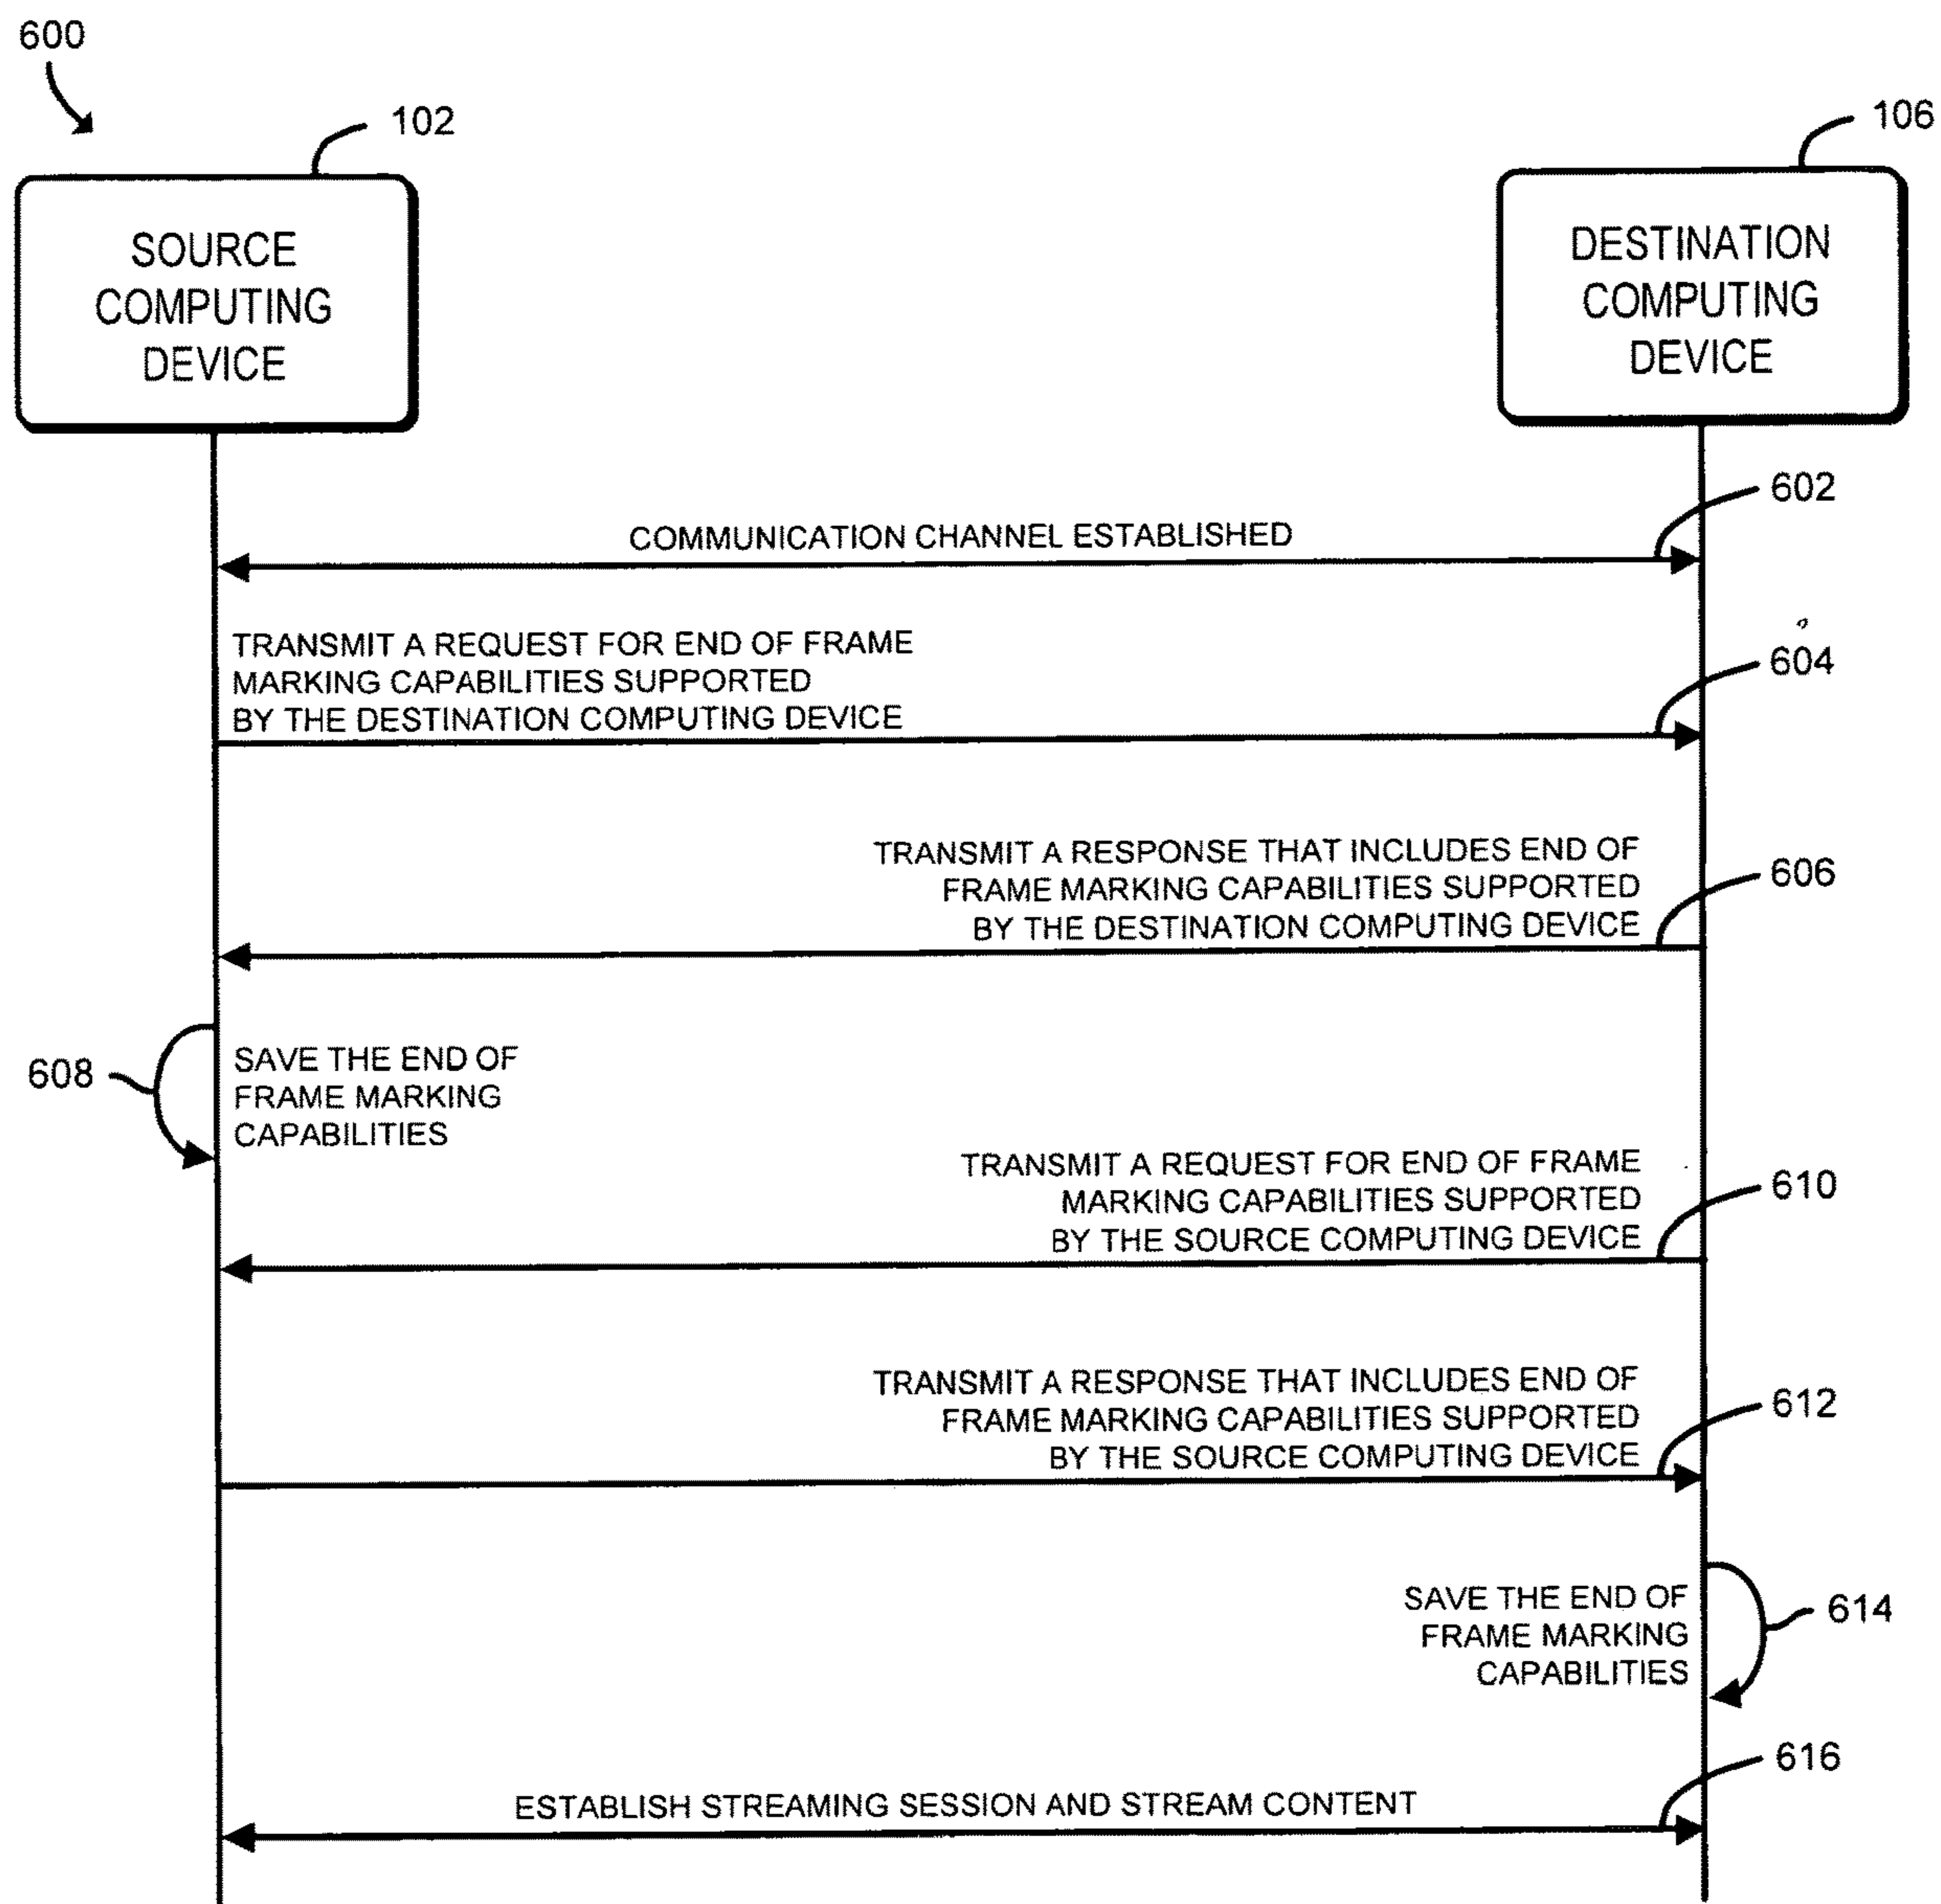 600
102
106
SOURCE
COMPUTING
DEVICE
DESTINATION
COMPUTING
DEVICE
602
COMMUNICATION CHANNEL ESTABLISHED
TRANSMIT A REQUEST FOR END OF FRAME
MARKING CAPABILITIES SUPPORTED
BY THE DESTINATION COMPUTING DEVICE
604
TRANSMIT A RESPONSE THAT INCLUDES END OF
FRAME MARKING CAPABILITIES SUPPORTED
BY THE DESTINATION COMPUTING DEVICE
606
608
SAVE THE END OF
FRAME MARKING
CAPABILITIES
TRANSMIT A REQUEST FOR END OF FRAME
MARKING CAPABILITIES SUPPORTED
BY THE SOURCE COMPUTING DEVICE
610
TRANSMIT A RESPONSE THAT INCLUDES END OF
FRAME MARKING CAPABILITIES SUPPORTED
BY THE SOURCE COMPUTING DEVICE
612
SAVE THE END OF
FRAME MARKING
CAPABILITIES
614
616
ESTABLISH STREAMING SESSION AND STREAM CONTENT